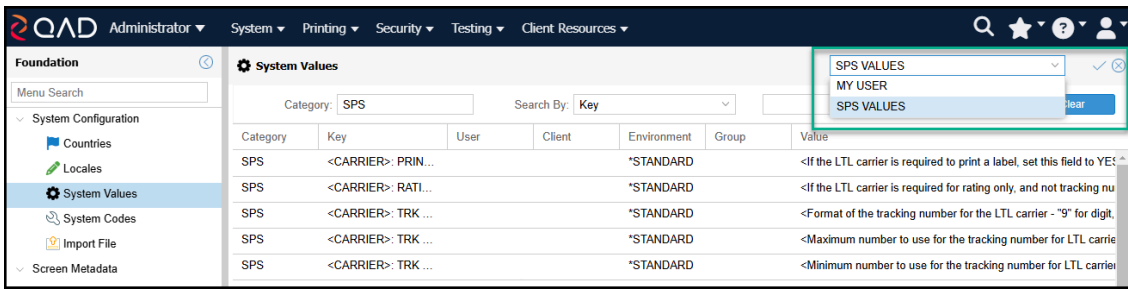 QAD Administrator System Printing Security Testing Client Resources
Foundation
System Values
SPS VALUES
Menu Search
MY USER
Category: SPS Search By: Key
SPS VALUES
lear
System Configuration
Category Key User Client Environment Group Value
Countries
SPS <CARRIER>: PRIN... *STANDARD <If the LTL carrier is required to print a label, set this field to YES
Locales
SPS <CARRIER>: RATI... *STANDARD <If the LTL carrier is required for rating only, and not tracking nu
System Values
SPS <CARRIER>: TRK ... *STANDARD <Format of the tracking number for the LTL carrier - "9" for digit,
System Codes
SPS <CARRIER>: TRK ... *STANDARD <Maximum number to use for the tracking number for LTL carrie
Import File
SPS <CARRIER>: TRK ... *STANDARD <Minimum number to use for the tracking number for LTL carrier
Screen Metadata